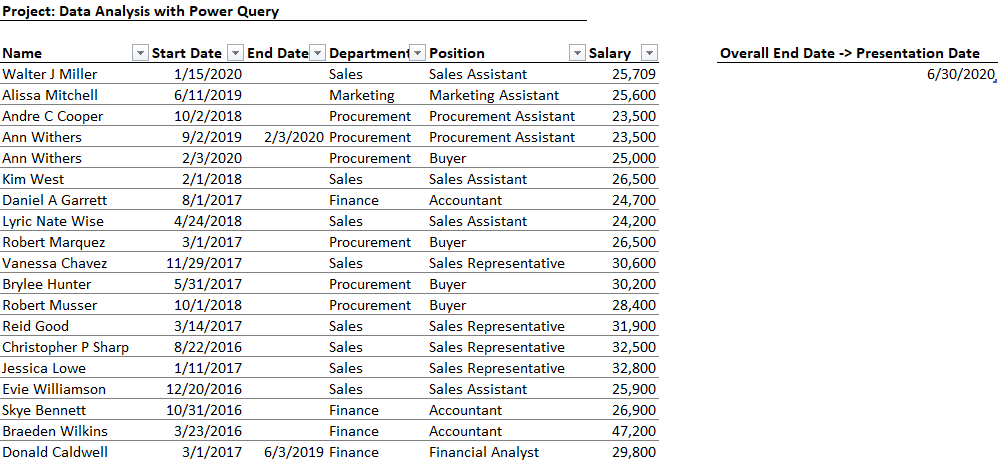 Project: Data Analysis with Power Query
Name Start Date End Date Department Position Salary Overall End Date -> Presentation Date
Walter J Miller 1/15/2020 Sales Sales Assistant 25,709 6/30/2020
Alissa Mitchell 6/11/2019 Marketing Marketing Assistant 25,600
Andre C Cooper 10/2/2018 Procurement Procurement Assistant 23,500
Ann Withers 9/2/2019 2/3/2020 Procurement Procurement Assistant 23,500
Ann Withers 2/3/2020 Procurement Buyer 25,000
Kim West 2/1/2018 Sales Sales Assistant 26,500
Daniel A Garrett 8/1/2017 Finance Accountant 24,700
Lyric Nate Wise 4/24/2018 Sales Sales Assistant 24,200
Robert Marquez 3/1/2017 Procurement Buyer 26,500
Vanessa Chavez 11/29/2017 Sales Sales Representative 30,600
Brylee Hunter 5/31/2017 Procurement Buyer 30,200
Robert Musser 10/1/2018 Procurement Buyer 28,400
Reid Good 3/14/2017 Sales Sales Representative 31,900
Christopher P Sharp 8/22/2016 Sales Sales Representative 32,500
Jessica Lowe 1/11/2017 Sales Sales Representative 32,800
Evie Williamson 12/20/2016 Sales Sales Assistant 25,900
Skye Bennett 10/31/2016 Finance Accountant 26,900
Braeden Wilkins 3/23/2016 Finance Accountant 47,200
Donald Caldwell 3/1/2017 6/3/2019 Finance Financial Analyst 29,800